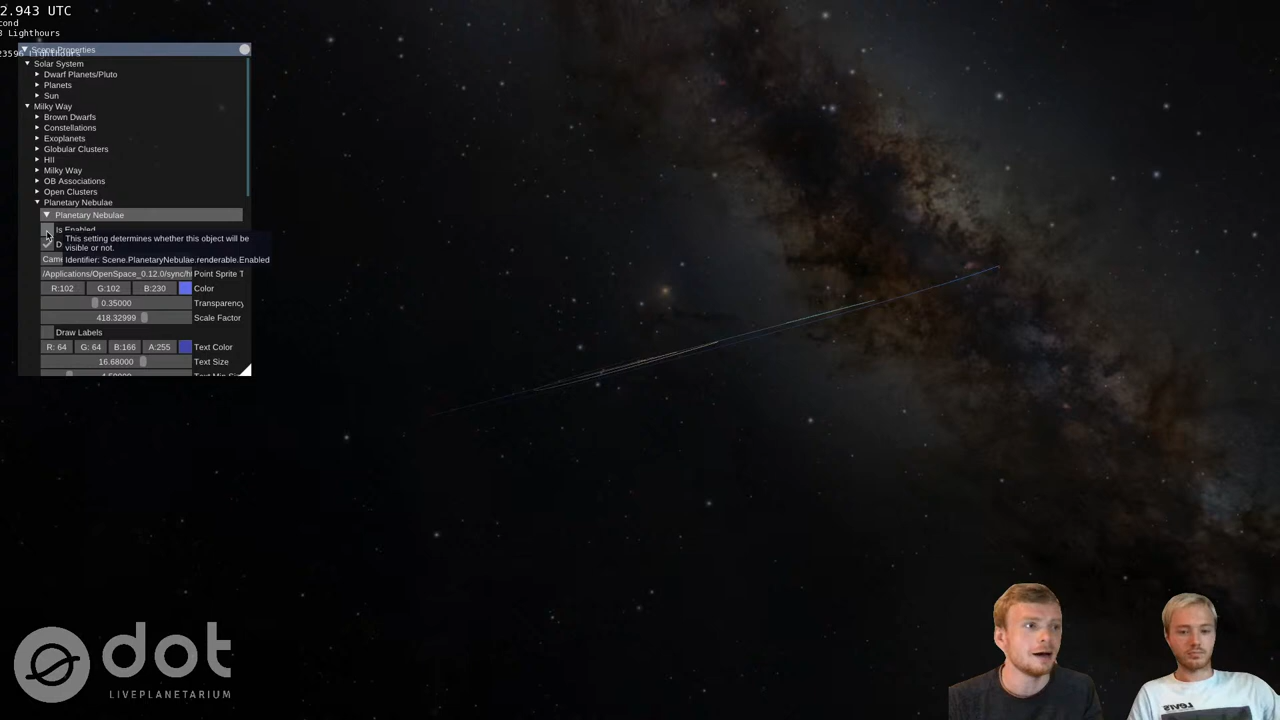 2.943 UTC
cond
3 Lighthours
23596 Lighthours
Scene Properties
Solar System
Dwarf Planets/Pluto
Planets
Sun
Milky Way
Brown Dwarfs
Constellations
Exoplanets
Globular Clusters
HII
Milky Way
OB Associations
Open Clusters
Planetary Nebulae
Planetary Nebulae
Is Enabled
D
This setting determines whether this object will be
visible or not.
Came
Identifier: Scene.PlanetaryNebulae.renderable.Enabled
/Applications/OpenSpace_0.12.0/sync/h Point Sprite T
R:102 G:102 B:230 Color
0.35000 Transparency
418.32999 Scale Factor
Draw Labels
R: 64 G: 64 B:166 A:255 Text Color
16.68000 Text Size
dot
LIVEPLANETARIUM